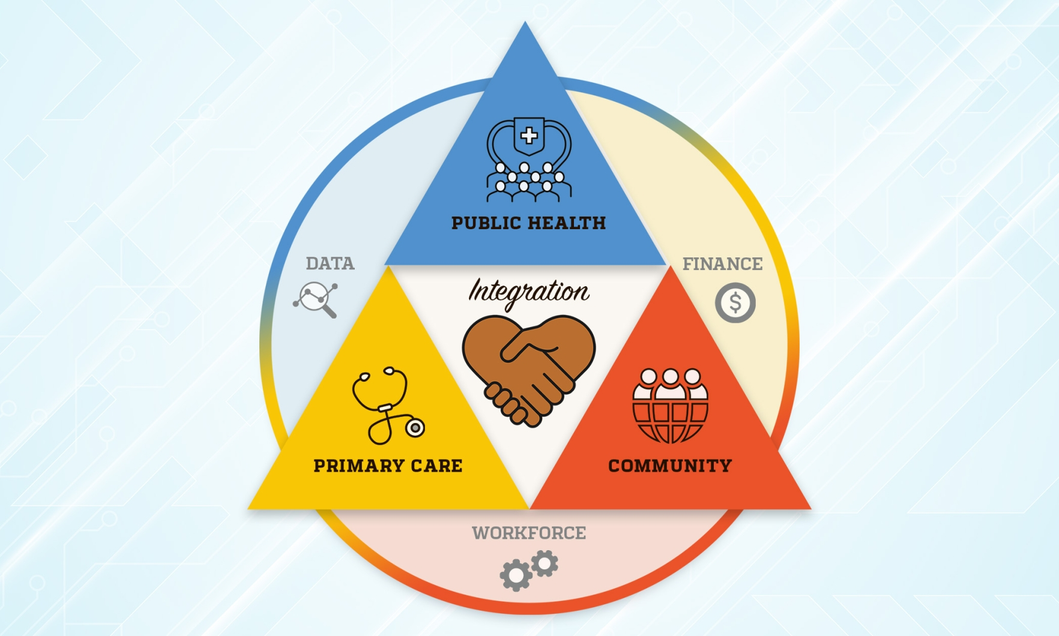 PUBLIC HEALTH
DATA
FINANCE
Integration
PRIMARY CARE
COMMUNITY
WORKFORCE